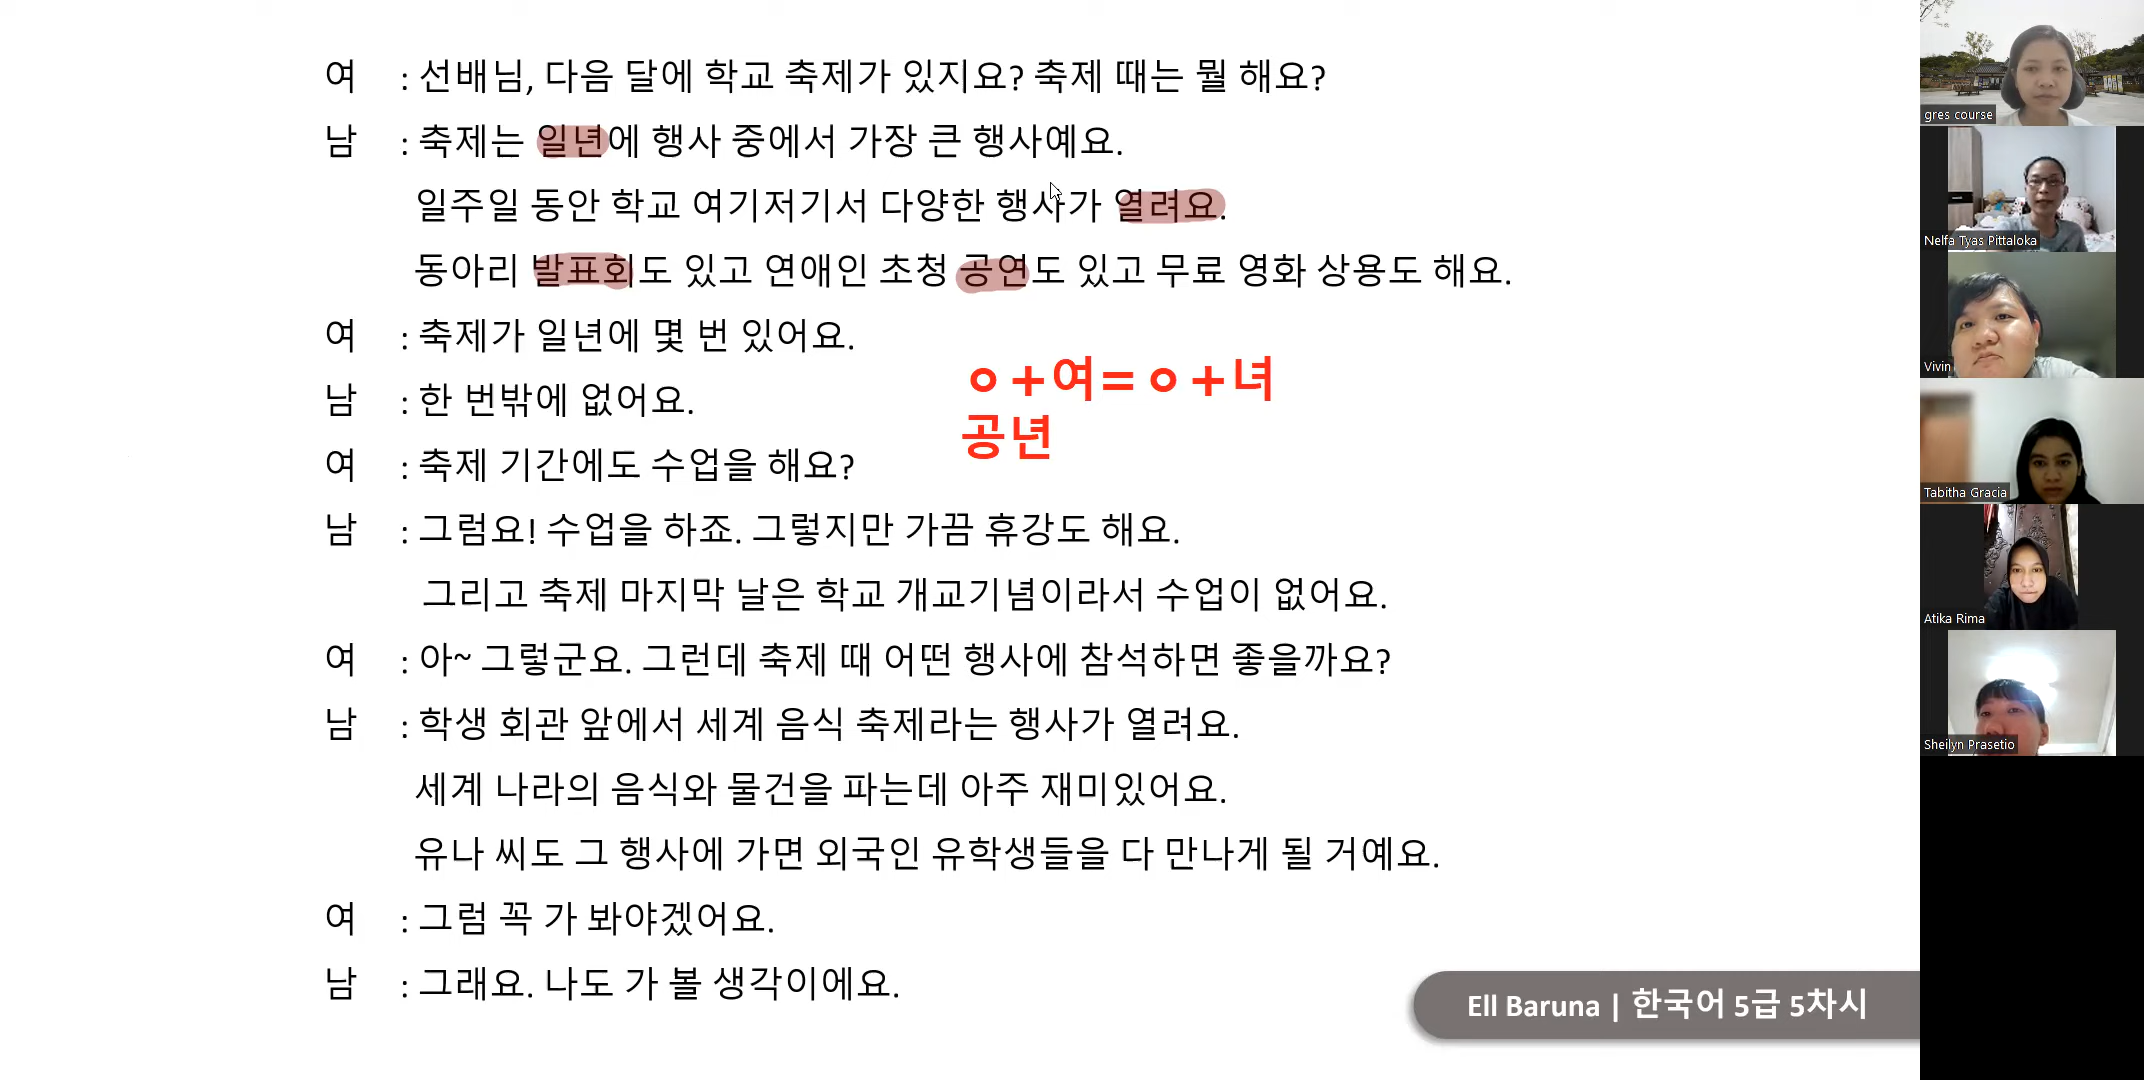 여 : 선배님, 다음 달에 학교 축제가 있지요? 축제 때는 뭘 해요?
남 : 축제는 일년에 행사 중에서 가장 큰 행사예요.
일주일 동안 학교 여기저기서 다양한 행사가 열려요.
동아리 발표회도 있고 연애인 초청 공연도 있고 무료 영화 상용도 해요.
여 : 축제가 일년에 몇 번 있어요.
남 : 한 번밖에 없어요.
ㅇ+여=ㅇ+녀
공년
여 : 축제 기간에도 수업을 해요?
남 : 그럼요! 수업을 하죠. 그렇지만 가끔 휴강도 해요.
그리고 축제 마지막 날은 학교 개교기념이라서 수업이 없어요.
여 : 아~ 그렇군요. 그런데 축제 때 어떤 행사에 참석하면 좋을까요?
남 : 학생 회관 앞에서 세계 음식 축제라는 행사가 열려요.
세계 나라의 음식와 물건을 파는데 아주 재미있어요.
유나 씨도 그 행사에 가면 외국인 유학생들을 다 만나게 될 거예요.
여 : 그럼 꼭 가 봐야겠어요.
남 : 그래요. 나도 가 볼 생각이에요.
Ell Baruna | 한국어 5급 5차시
gres course
Nelfa Tyas Pittaloka
Vivin
Tabitha Gracia
Atika Rima
Sheilyn Prasetio